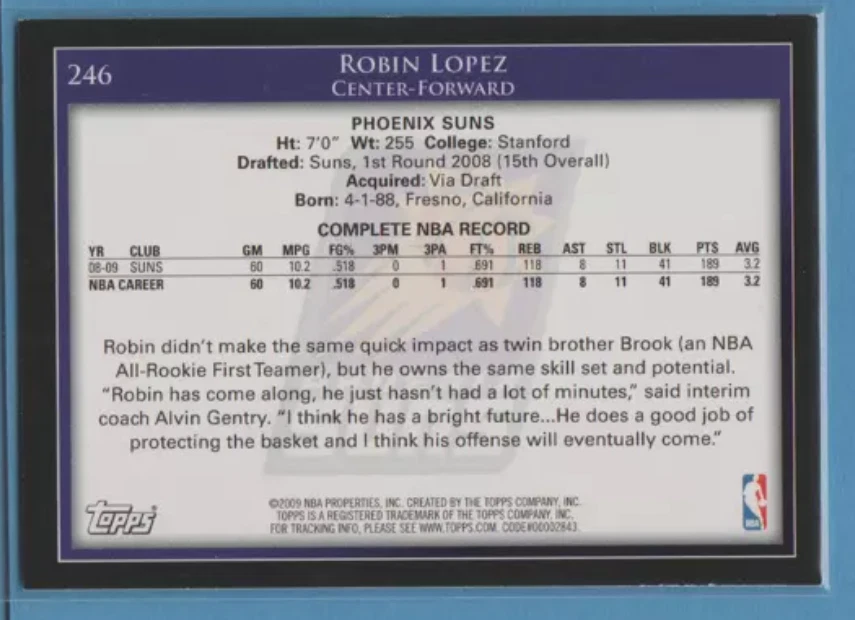 246
ROBIN LOPEZ
CENTER-FORWARD
PHOENIX SUNS
Ht: 7'0" Wt: 255 College: Stanford
Drafted: Suns, 1st Round 2008 (15th Overall)
Acquired: Via Draft
Born: 4-1-88, Fresno, California
COMPLETE NBA RECORD
YR CLUB GM MPG FG% 3PM 3PA FT% REB AST STL BLK PTS AVG
08-09 SUNS 60 10.2 .518 0 1 .691 118 8 11 41 189 3.2
NBA CAREER 60 10.2 .518 0 1 .691 118 8 11 41 189 3.2
Robin didn't make the same quick impact as twin brother Brook (an NBA
All-Rookie First Teamer), but he owns the same skill set and potential.
"Robin has come along, he just hasn't had a lot of minutes," said interim
coach Alvin Gentry. "I think he has a bright future...He does a good job of
protecting the basket and I think his offense will eventually come."
Topps
©2009 NBA PROPERTIES, INC. CREATED BY THE TOPPS COMPANY, INC.
TOPPS IS A REGISTERED TRADEMARK OF THE TOPPS COMPANY, INC.
FOR TRACKING INFO, PLEASE SEE WWW.TOPPS.COM. CODE#00002843
NBA